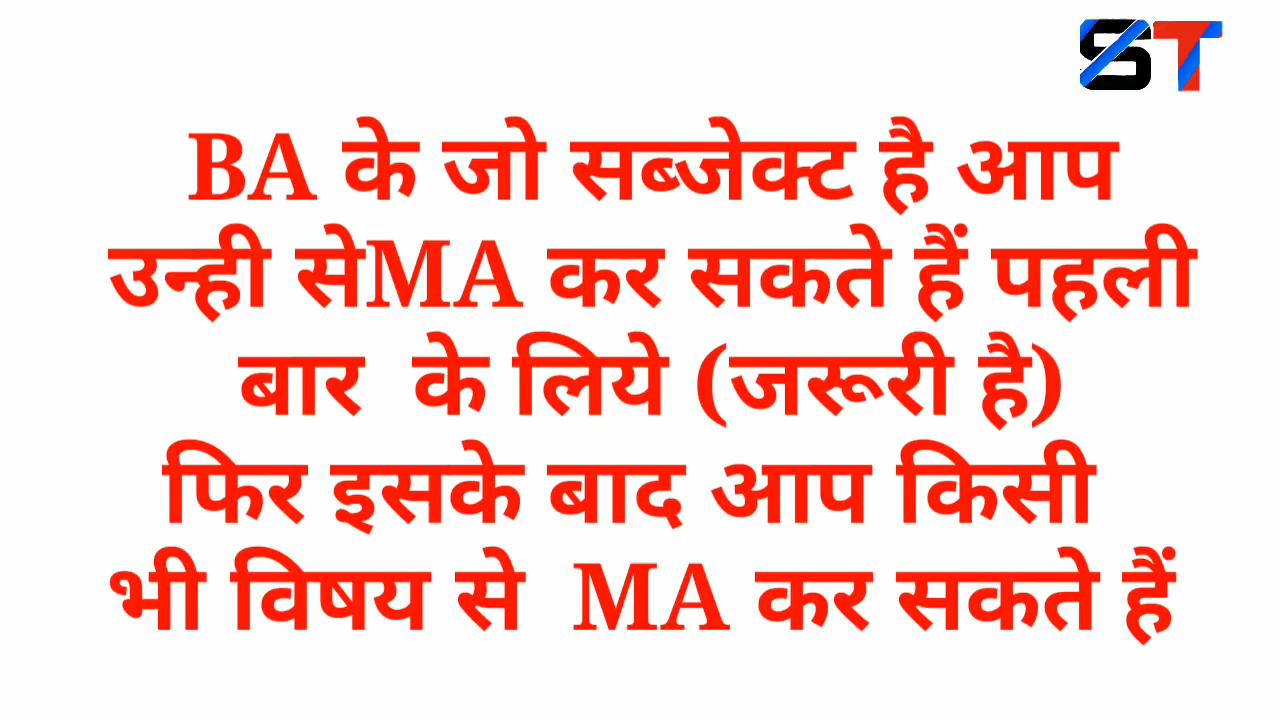 ST
BA के जो सब्जेक्ट है आप
उन्ही सेMA कर सकते हैं पहली
बार के लिये (जरूरी है)
फिर इसके बाद आप किसी
भी विषय से MA कर सकते हैं